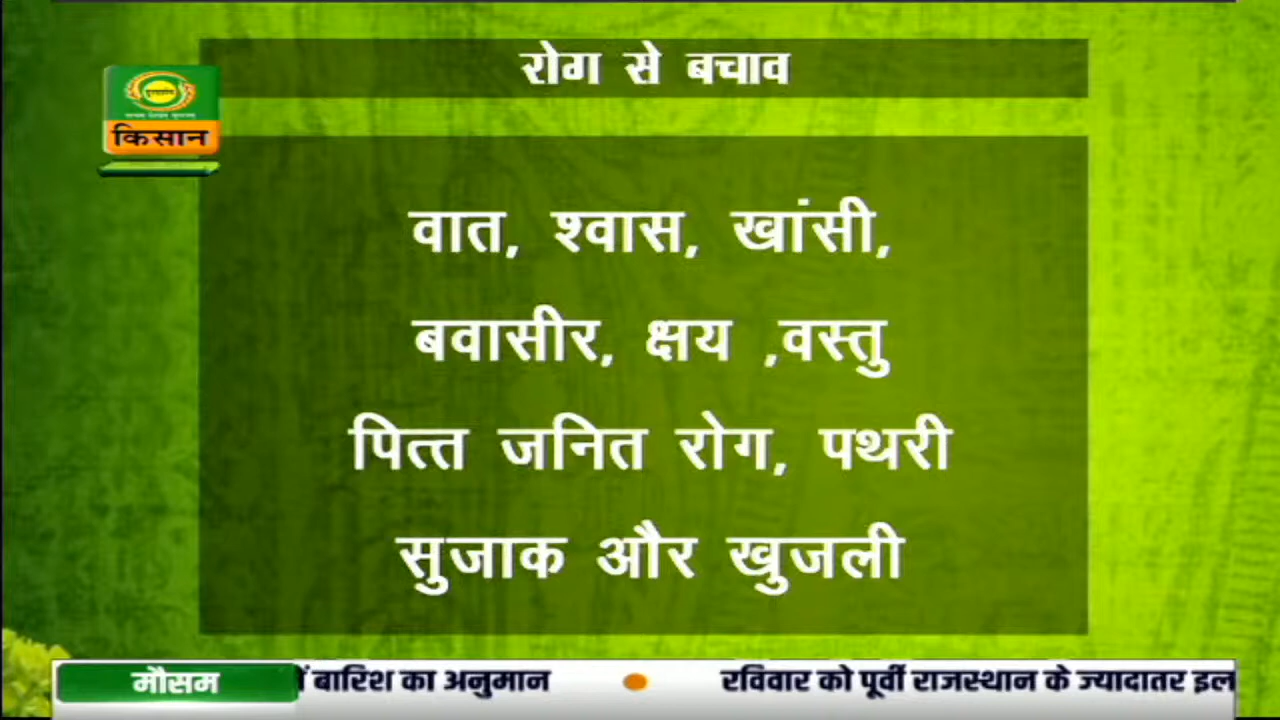 रोग से बचाव
किसान
वात, श्वास, खांसी,
बवासीर, क्षय ,वस्तु
पित्त जनित रोग, पथरी
सुजाक और खुजली
मौसम
बारिश का अनुमान
रविवार को पूर्वी राजस्थान के ज्यादातर